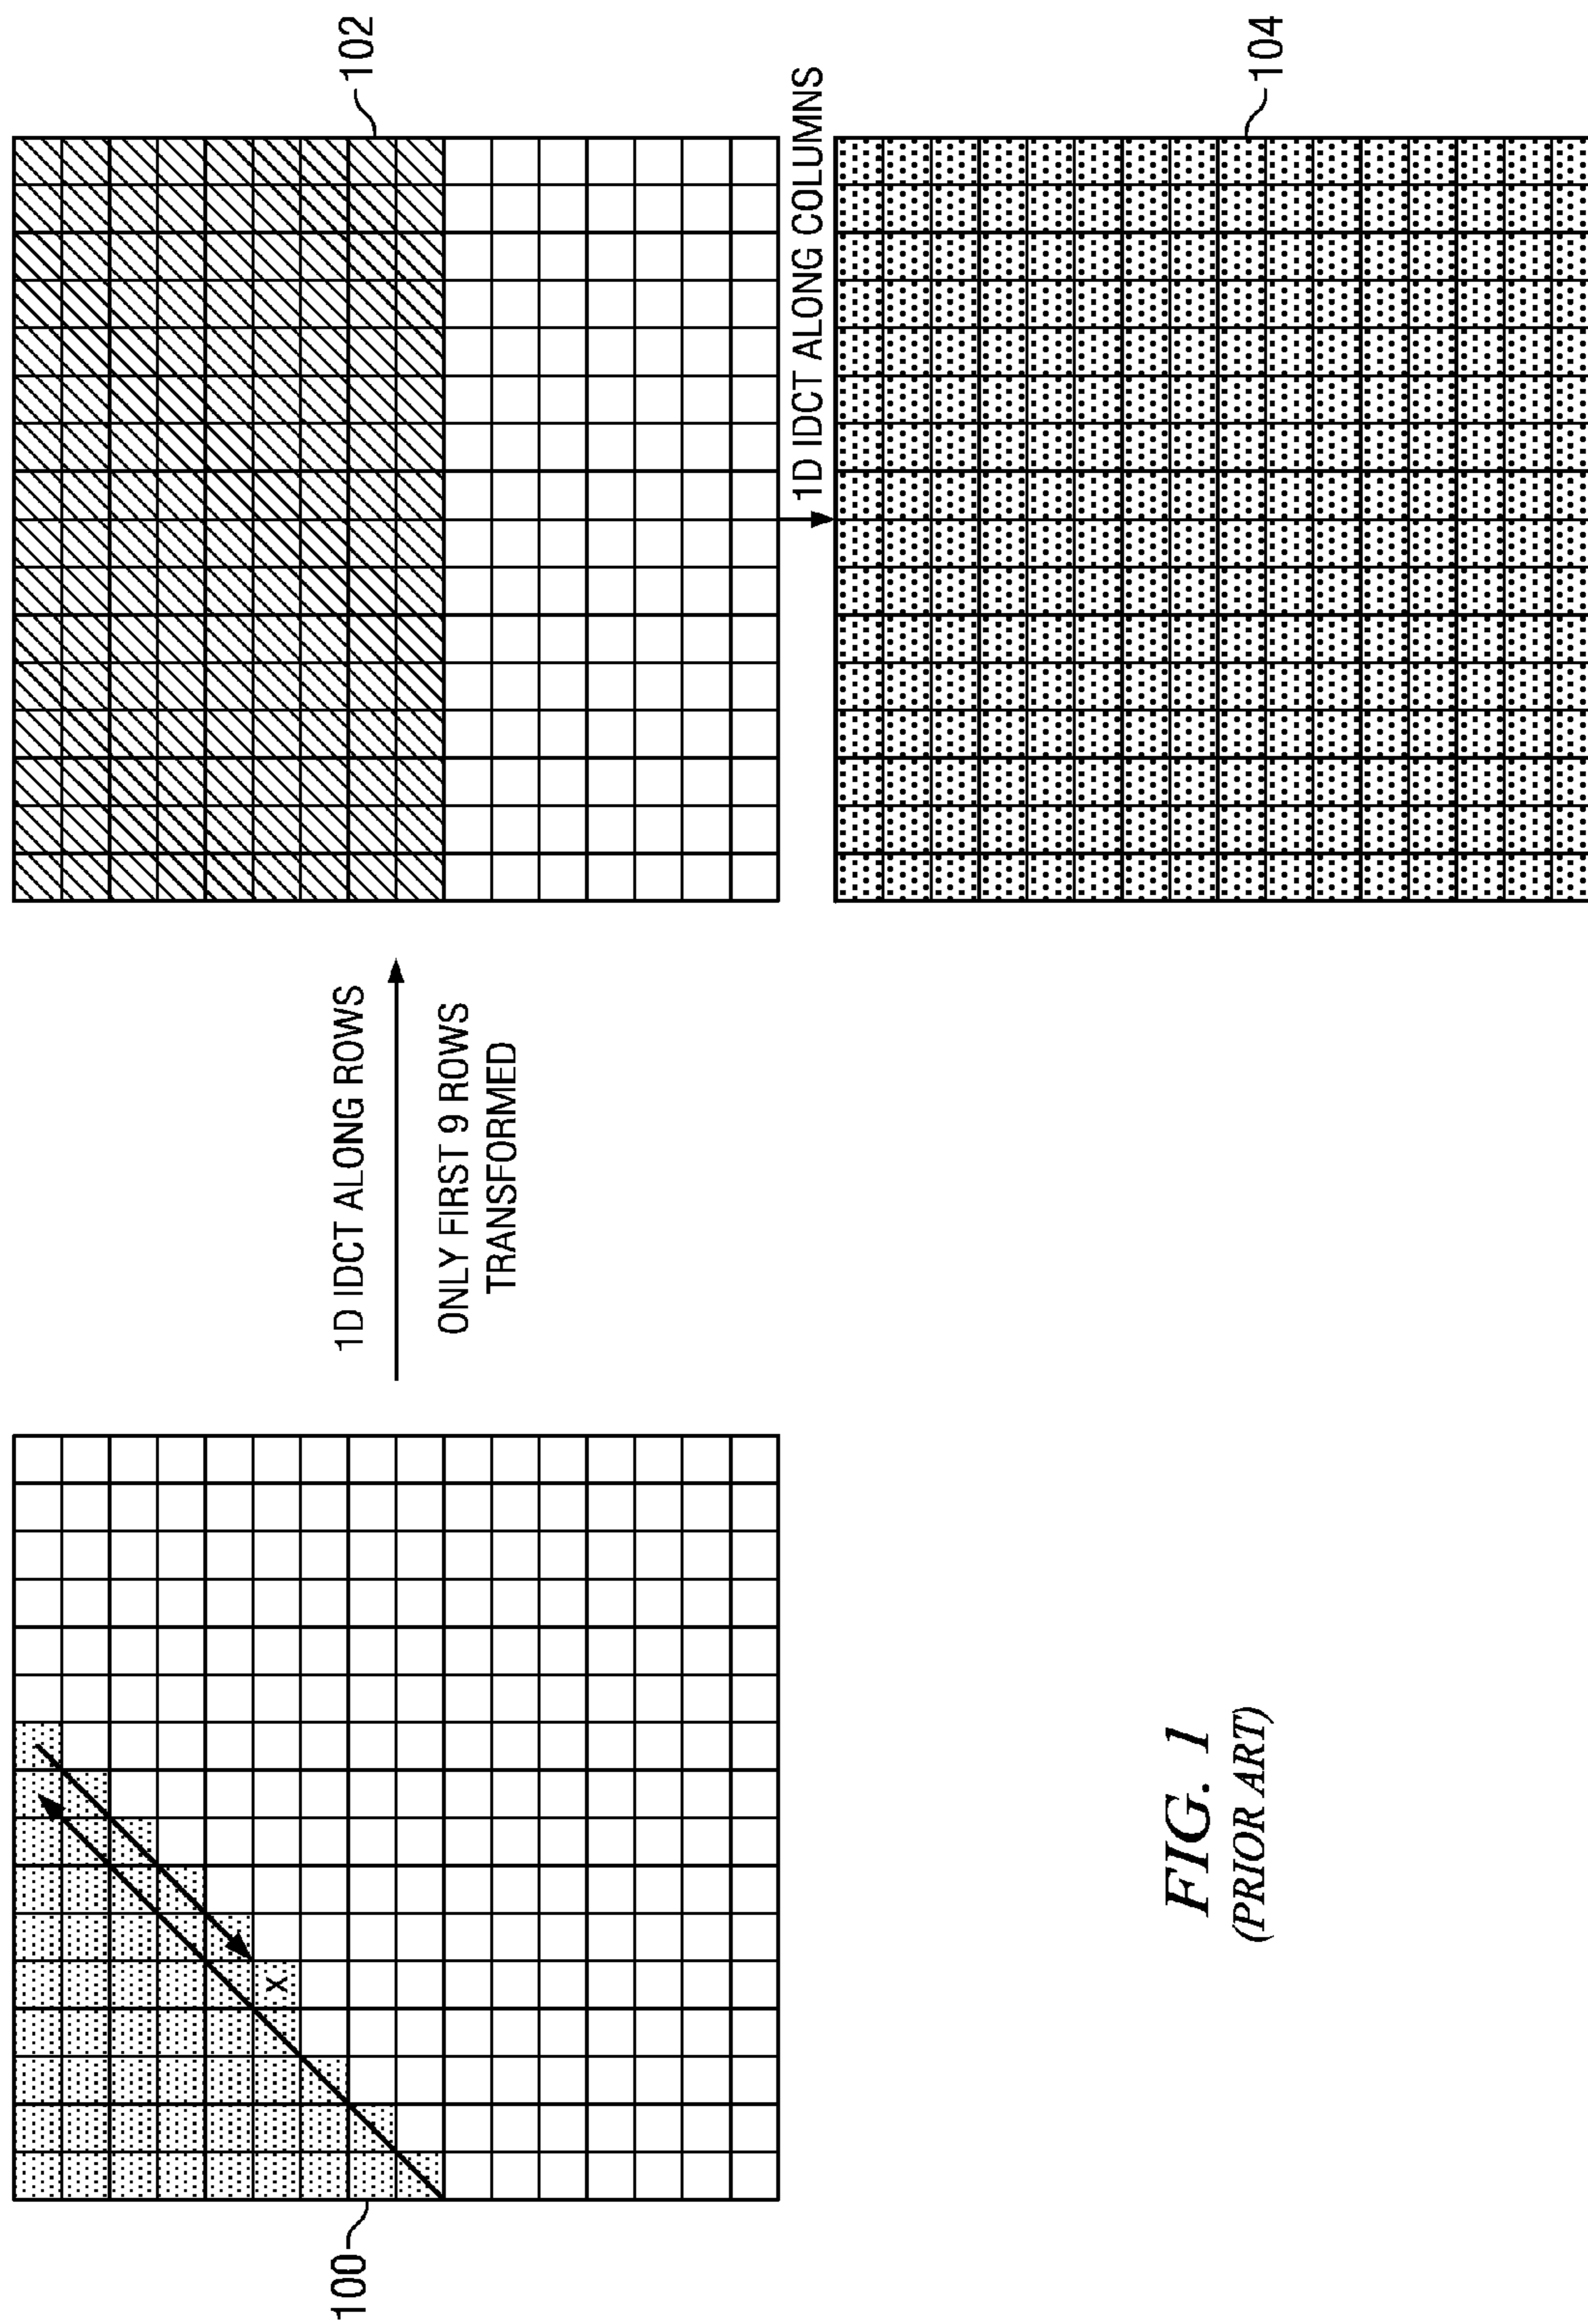 100
X
1D IDCT ALONG ROWS
ONLY FIRST 9 ROWS
TRANSFORMED
102
1D IDCT ALONG COLUMNS
104
FIG. 1
(PRIOR ART)